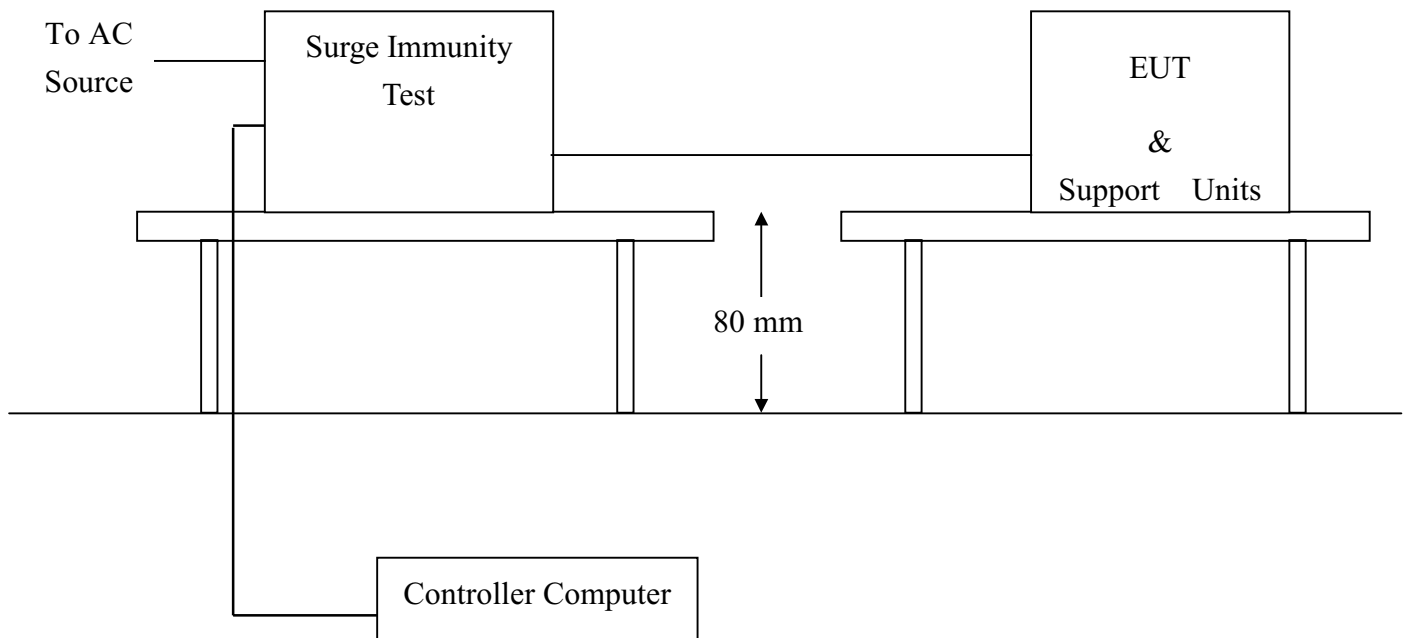 To AC
Source
Surge Immunity
Test
EUT
&
Support Units
80 mm
Controller Computer